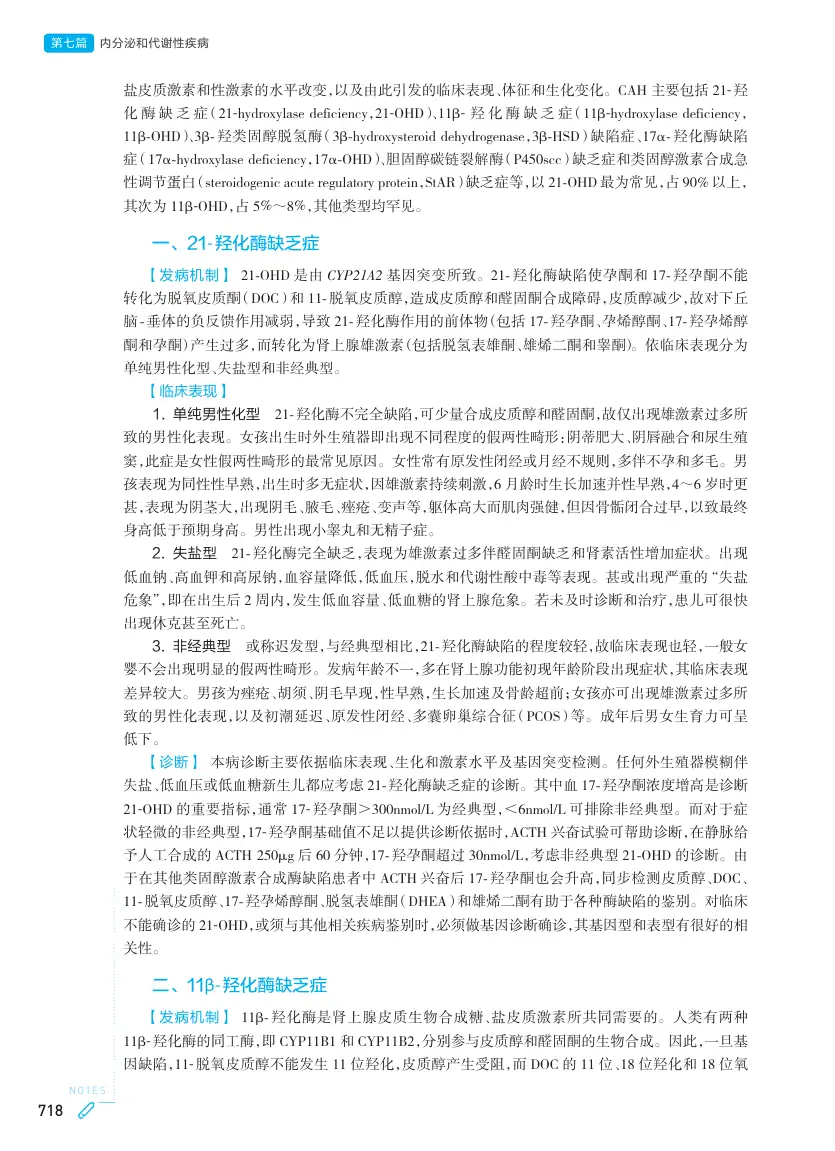 第七篇 内分泌和代谢性疾病
盐皮质激素和性激素的水平改变,以及由此引发的临床表现、体征和生化变化。CAH 主要包括 21-羟
化酶缺乏症(21-hydroxylase deficiency,21-OHD)、11β-羟化酶缺乏症(11β-hydroxylase deficiency,
11β-OHD)、3β-羟类固醇脱氢酶(3β-hydroxysteroid dehydrogenase,3β-HSD)缺陷症、17α-羟化酶缺陷
症(17α-hydroxylase deficiency,17α-OHD)、胆固醇碳链裂解酶(P450scc)缺乏症和类固醇激素合成急
性调节蛋白(steroidogenic acute regulatory protein,StAR)缺乏症等,以 21-OHD 最为常见,占 90% 以上,
其次为 11β-OHD,占 5%～8%,其他类型均罕见。
一、21-羟化酶缺乏症
【发病机制】 21-OHD 是由 CYP21A2 基因突变所致。21-羟化酶缺陷使孕酮和 17-羟孕酮不能
转化为脱氧皮质酮(DOC)和 11-脱氧皮质醇,造成皮质醇和醛固酮合成障碍,皮质醇减少,故对下丘
脑-垂体的负反馈作用减弱,导致 21-羟化酶作用的前体物(包括 17-羟孕酮、孕烯醇酮、17-羟孕烯醇
酮和孕酮)产生过多,而转化为肾上腺雄激素(包括脱氢表雄酮、雄烯二酮和睾酮)。依临床表现分为
单纯男性化型、失盐型和非经典型。
【临床表现】
1. 单纯男性化型 21-羟化酶不完全缺陷,可少量合成皮质醇和醛固酮,故仅出现雄激素过多所
致的男性化表现。女孩出生时外生殖器即出现不同程度的假两性畸形:阴蒂肥大、阴唇融合和尿生殖
窦,此症是女性假两性畸形的最常见原因。女性常有原发性闭经或月经不规则,多伴不孕和多毛。男
孩表现为同性性早熟,出生时多无症状,因雄激素持续刺激,6 月龄时生长加速并性早熟,4～6 岁时更
甚,表现为阴茎大,出现阴毛、腋毛、痤疮、变声等,躯体高大而肌肉强健,但因骨骺闭合过早,以致最终
身高低于预期身高。男性出现小睾丸和无精子症。
2. 失盐型 21-羟化酶完全缺乏,表现为雄激素过多伴醛固酮缺乏和肾素活性增加症状。出现
低血钠、高血钾和高尿钠,血容量降低,低血压,脱水和代谢性酸中毒等表现。甚或出现严重的“失盐
危象”,即在出生后 2 周内,发生低血容量、低血糖的肾上腺危象。若未及时诊断和治疗,患儿可很快
出现休克甚至死亡。
3. 非经典型 或称迟发型,与经典型相比,21-羟化酶缺陷的程度较轻,故临床表现也轻,一般女
婴不会出现明显的假两性畸形。发病年龄不一,多在肾上腺功能初现年龄阶段出现症状,其临床表现
差异较大。男孩为痤疮、胡须、阴毛早现,性早熟,生长加速及骨龄超前;女孩亦可出现雄激素过多所
致的男性化表现,以及初潮延迟、原发性闭经、多囊卵巢综合征(PCOS)等。成年后男女生育力可呈
低下。
【诊断】 本病诊断主要依据临床表现、生化和激素水平及基因突变检测。任何外生殖器模糊伴
失盐、低血压或低血糖新生儿都应考虑 21-羟化酶缺乏症的诊断。其中血 17-羟孕酮浓度增高是诊断
21-OHD 的重要指标,通常 17-羟孕酮＞300nmol/L 为经典型,＜6nmol/L 可排除非经典型。而对于症
状轻微的非经典型,17-羟孕酮基础值不足以提供诊断依据时,ACTH 兴奋试验可帮助诊断,在静脉给
予人工合成的 ACTH 250μg 后 60 分钟,17-羟孕酮超过 30nmol/L,考虑非经典型 21-OHD 的诊断。由
于在其他类固醇激素合成酶缺陷患者中 ACTH 兴奋后 17-羟孕酮也会升高,同步检测皮质醇、DOC、
11-脱氧皮质醇、17-羟孕烯醇酮、脱氢表雄酮(DHEA)和雄烯二酮有助于各种酶缺陷的鉴别。对临床
不能确诊的 21-OHD,或须与其他相关疾病鉴别时,必须做基因诊断确诊,其基因型和表型有很好的相
关性。
二、11β-羟化酶缺乏症
【发病机制】 11β-羟化酶是肾上腺皮质生物合成糖、盐皮质激素所共同需要的。人类有两种
11β-羟化酶的同工酶,即 CYP11B1 和 CYP11B2,分别参与皮质醇和醛固酮的生物合成。因此,一旦基
因缺陷,11-脱氧皮质醇不能发生 11 位羟化,皮质醇产生受阻,而 DOC 的 11 位、18 位羟化和 18 位氧
NOTES
718